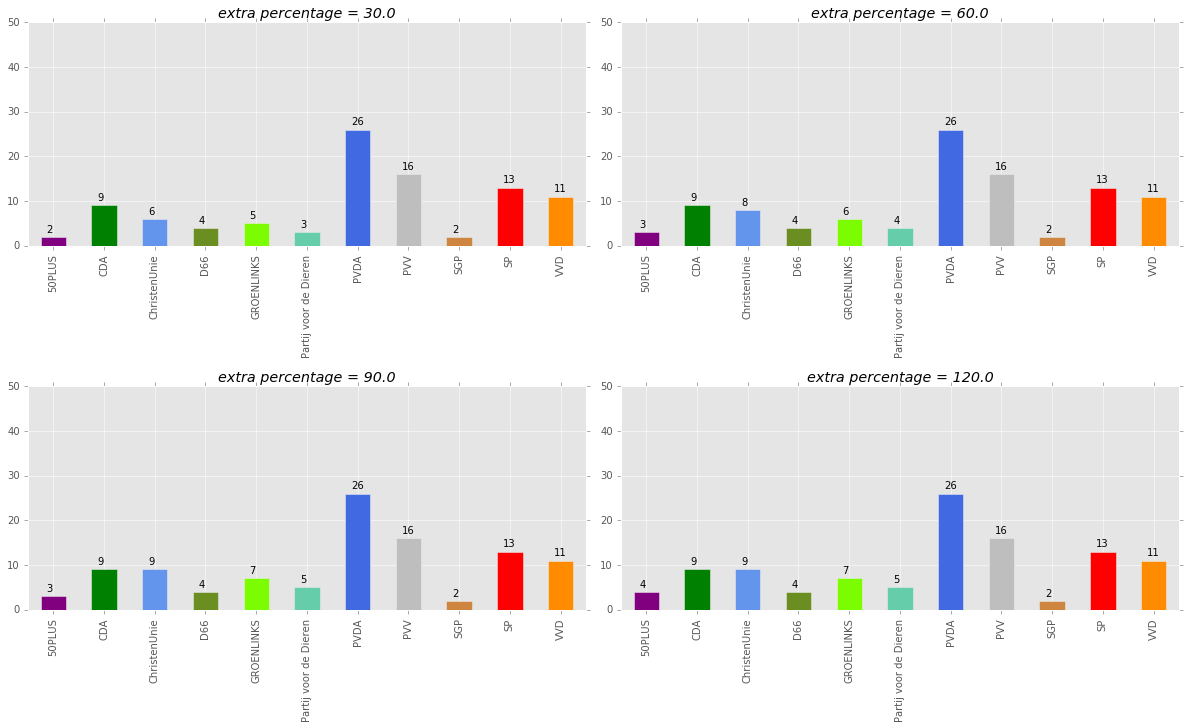 extra percentage = 30.0
50
40
30
20
10
0
2
9
6
4
5
3
26
16
2
13
11
50PLUS
CDA
ChristenUnie
D66
GROENLINKS
Partij voor de Dieren
PVDA
PVV
SGP
SP
VVD
extra percentage = 60.0
50
40
30
20
10
0
3
9
8
4
6
4
26
16
2
13
11
50PLUS
CDA
ChristenUnie
D66
GROENLINKS
Partij voor de Dieren
PVDA
PVV
SGP
SP
VVD
extra percentage = 90.0
50
40
30
20
10
0
3
9
9
4
7
5
26
16
2
13
11
50PLUS
CDA
ChristenUnie
D66
GROENLINKS
Partij voor de Dieren
PVDA
PVV
SGP
SP
VVD
extra percentage = 120.0
50
40
30
20
10
0
4
9
9
4
7
5
26
16
2
13
11
50PLUS
CDA
ChristenUnie
D66
GROENLINKS
Partij voor de Dieren
PVDA
PVV
SGP
SP
VVD